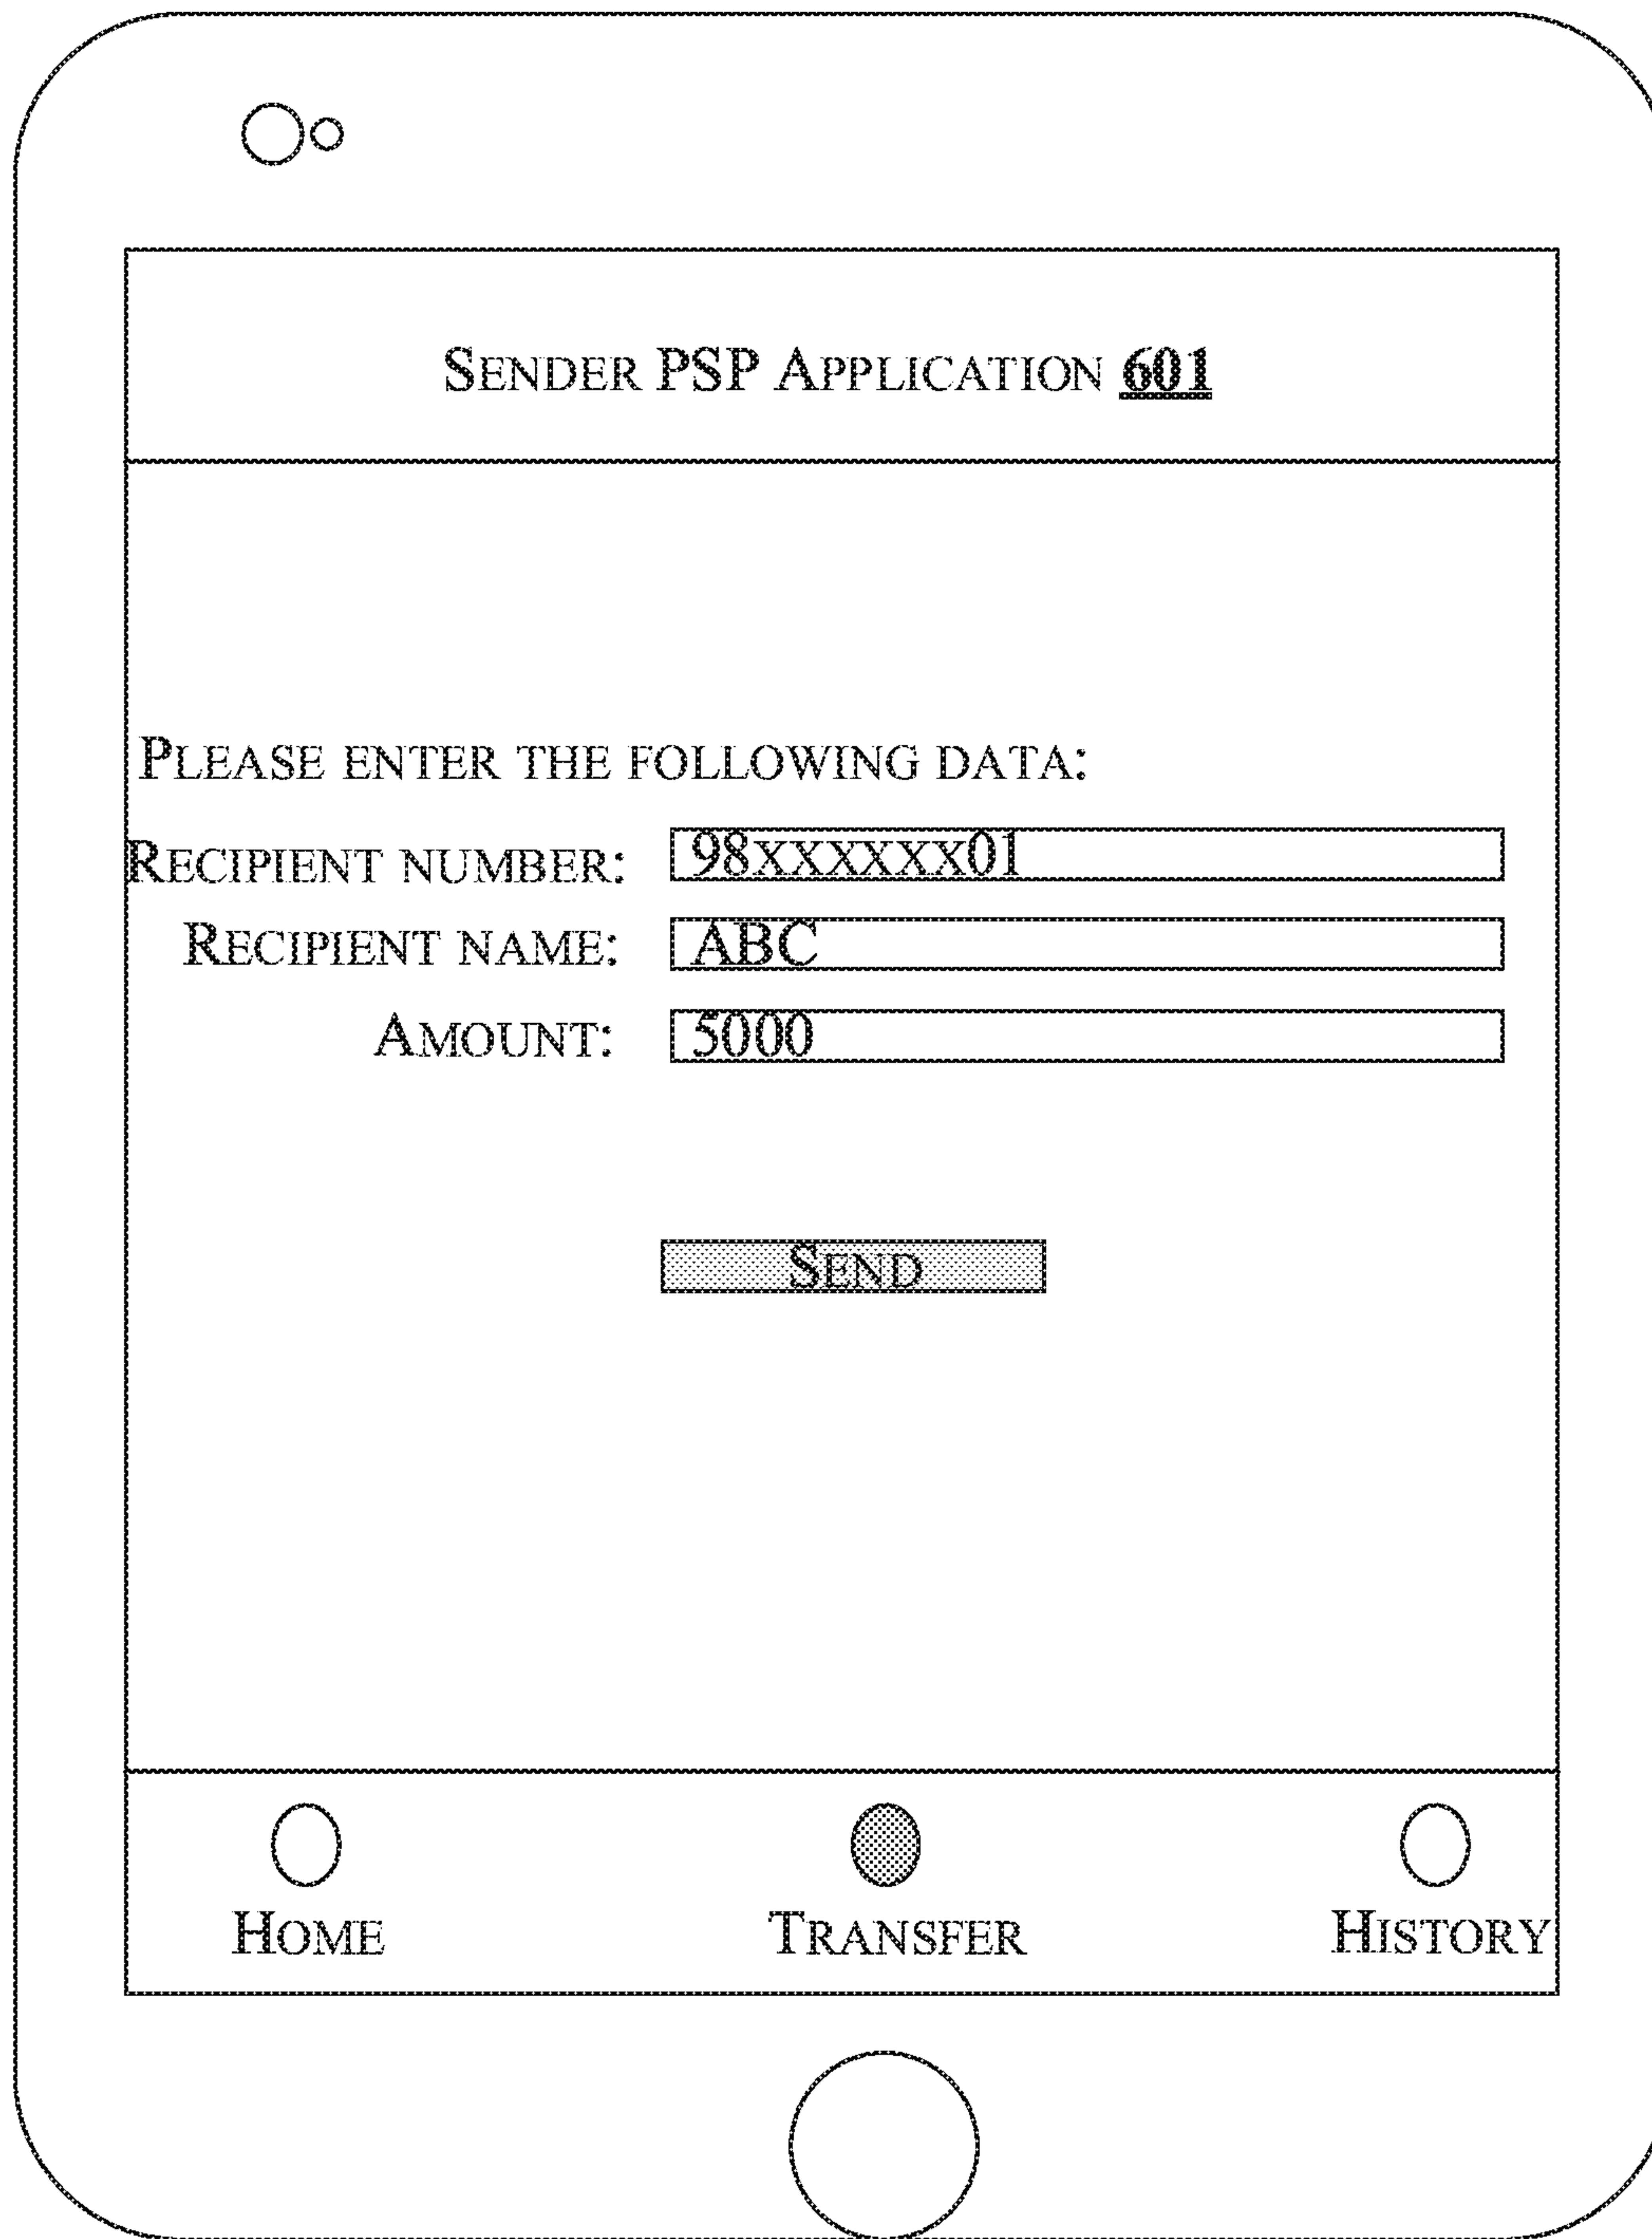 SENDER PSP APPLICATION 601
PLEASE ENTER THE FOLLOWING DATA:
RECIPIENT NUMBER: 98XXXXXX01
RECIPIENT NAME: ABC
AMOUNT: 5000
SEND
HOME TRANSFER HISTORY